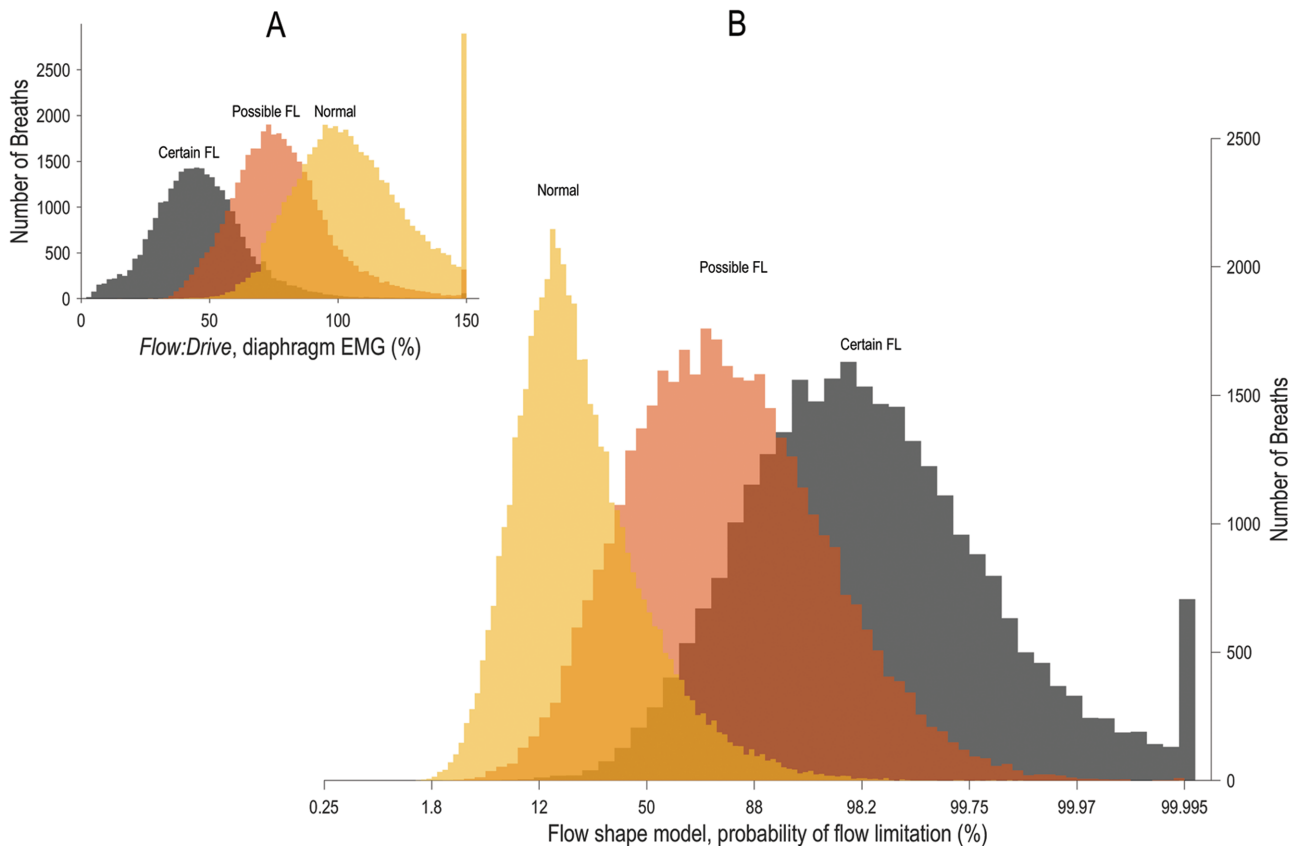 A
B
2500
2000
1500
1000
500
0
Number of Breaths
Certain FL
Possible FL
Normal
0
50
100
150
Flow:Drive, diaphragm EMG (%)
Normal
Possible FL
Certain FL
2500
2000
1500
1000
500
0
Number of Breaths
0.25
1.8
12
50
88
98.2
99.75
99.97
99.995
Flow shape model, probability of flow limitation (%)